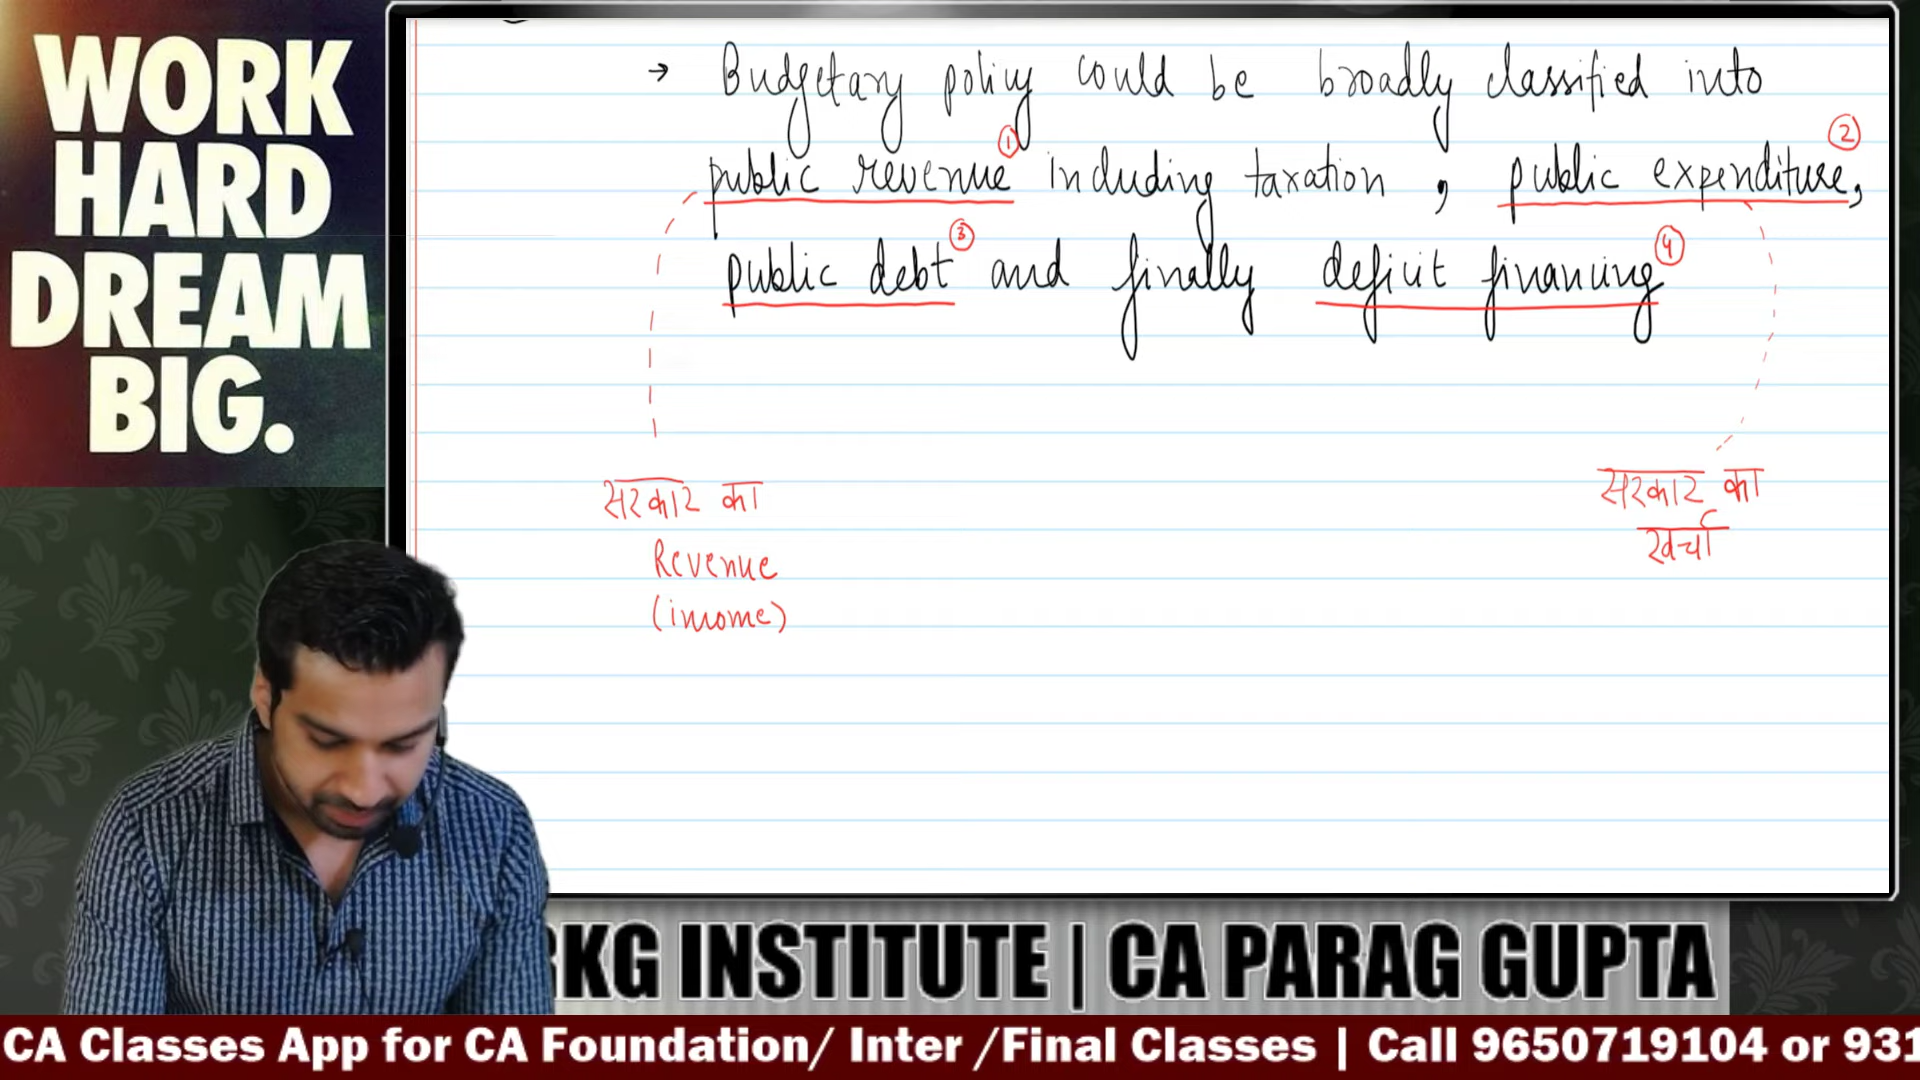 WORK
HARD
DREAM
BIG.
→ Budgetary policy could be broadly classified into
public revenue ① including taxation , public expenditure, ②
public debt ③ and finally deficit financing ④
सरकार का
Revenue
(income)
सरकार का
खर्चा
KG INSTITUTE | CA PARAG GUPTA
CA Classes App for CA Foundation/ Inter /Final Classes | Call 9650719104 or 931